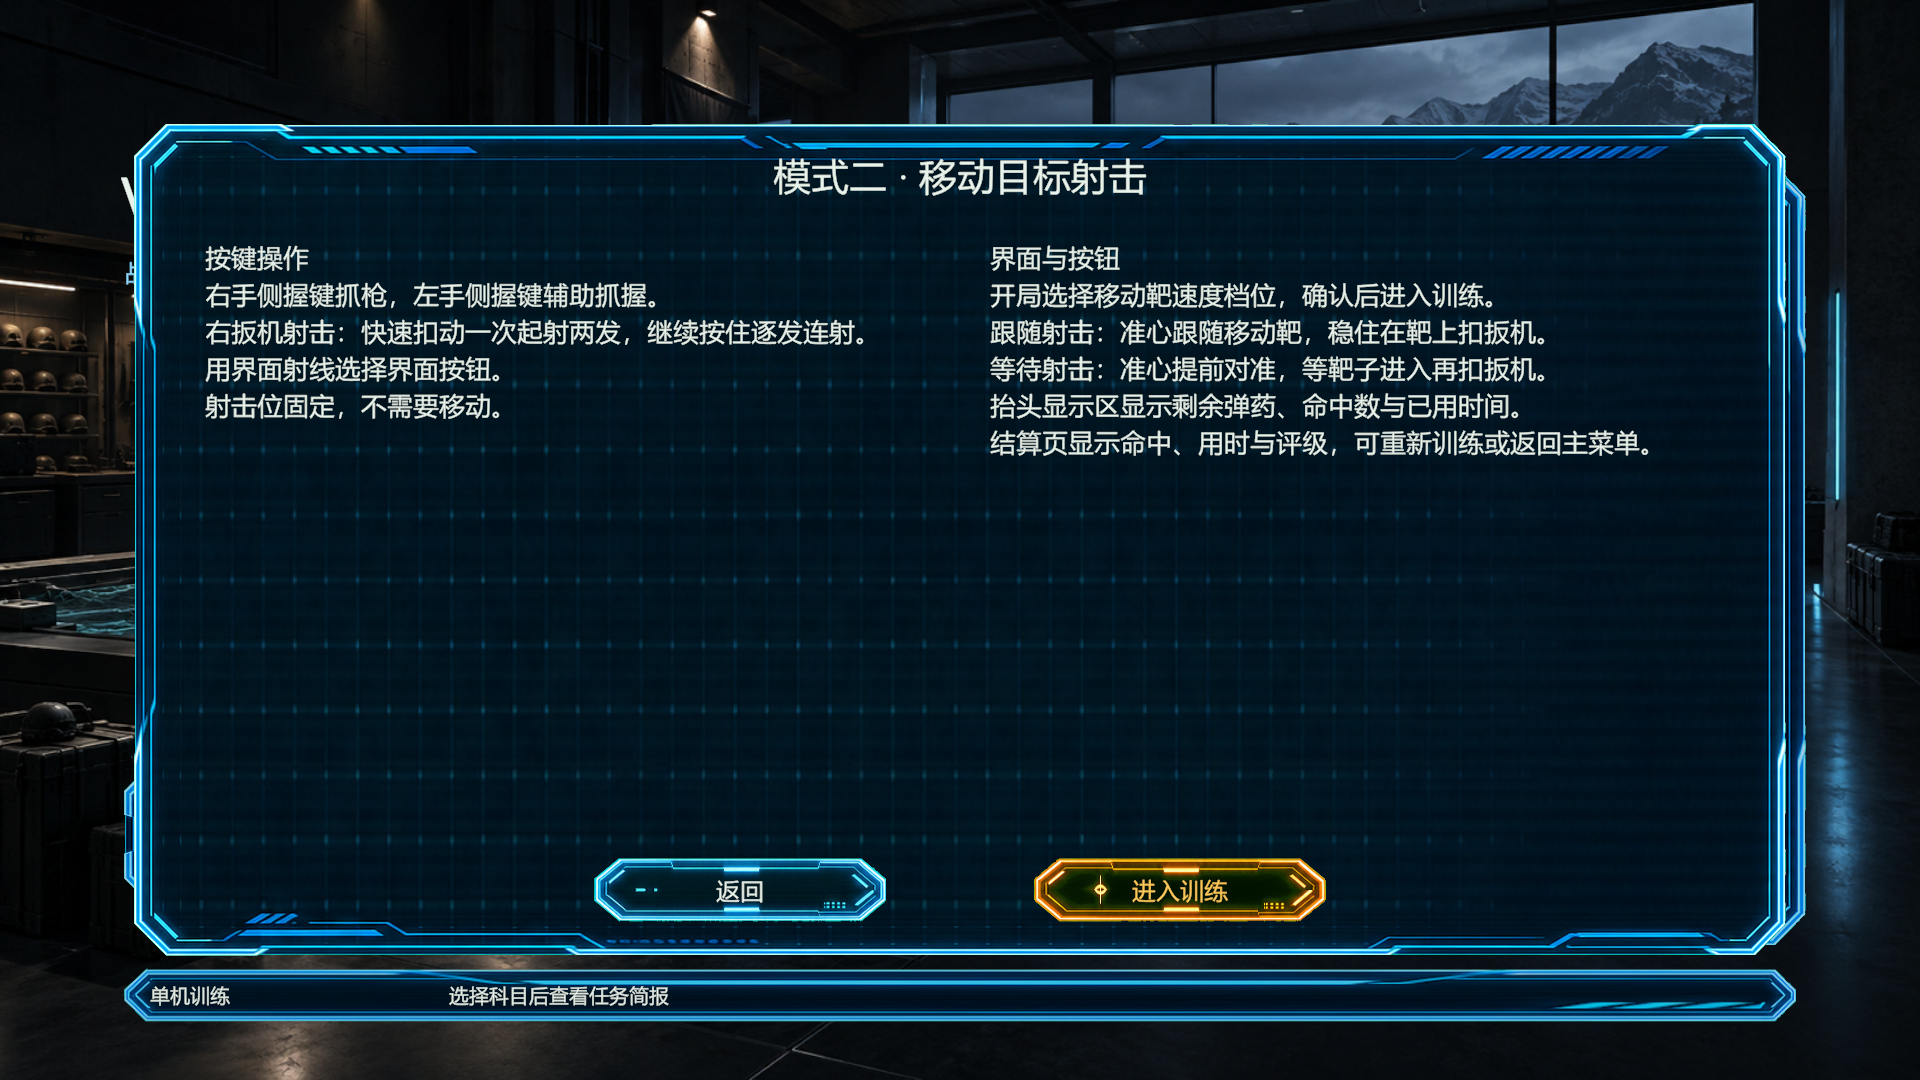 模式二 · 移动目标射击
按键操作
右手侧握键抓枪，左手侧握键辅助抓握。
右扳机射击：快速扣动一次起射两发，继续按住逐发连射。
用界面射线选择界面按钮。
射击位固定，不需要移动。
界面与按钮
开局选择移动靶速度档位，确认后进入训练。
跟随射击：准心跟随移动靶，稳住在靶上扣扳机。
等待射击：准心提前对准，等靶子进入再扣扳机。
抬头显示区显示剩余弹药、命中数与已用时间。
结算页显示命中、用时与评级，可重新训练或返回主菜单。
返回
进入训练
单机训练
选择科目后查看任务简报